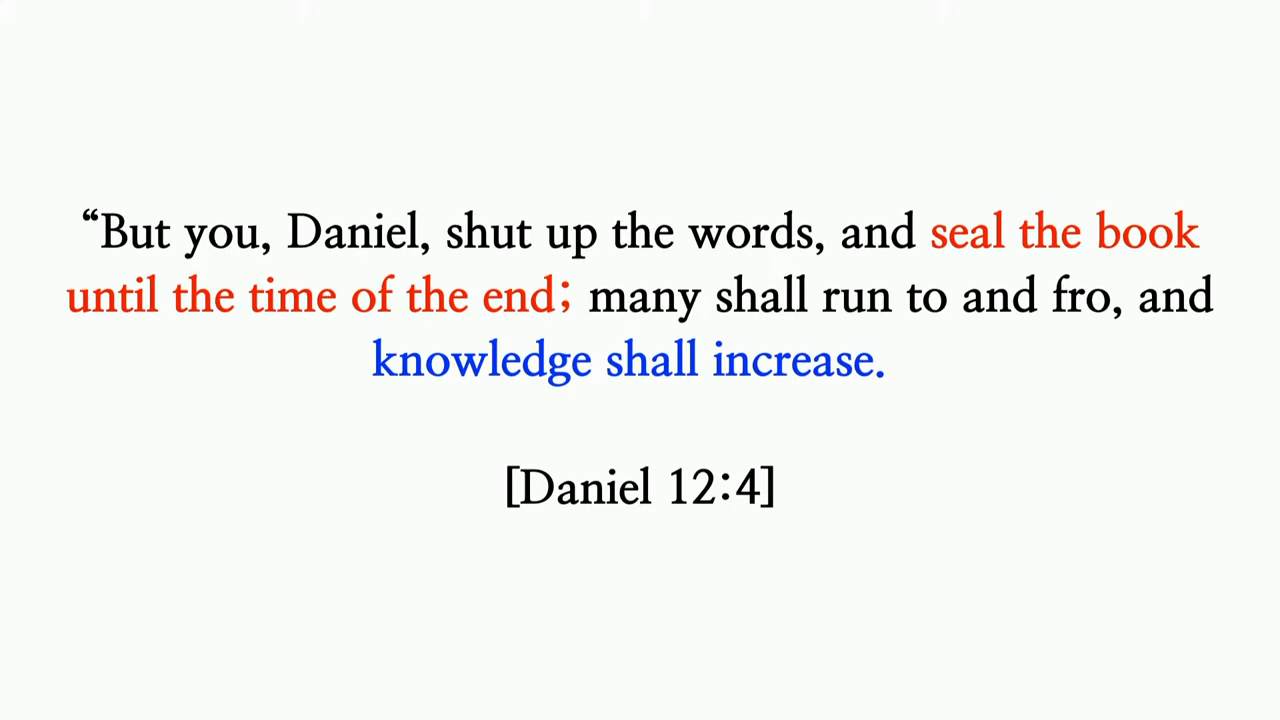 “But you, Daniel, shut up the words, and seal the book
until the time of the end; many shall run to and fro, and
knowledge shall increase.
[Daniel 12:4]